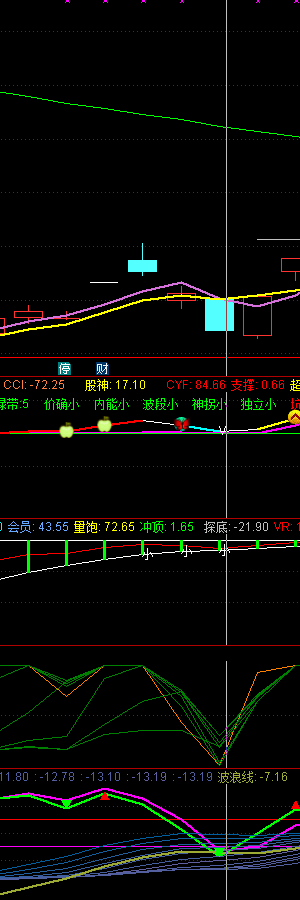 停 财
CCI: -72.25 股神: 17.10 CYF: 84.66 支撑: 0.66 超
绿带:5 价确小 内能小 波段小 神拐小 独立小 抗
会员: 43.55 量饱: 72.65 冲顶: 1.65 探底: -21.90 VR: 1
小 小 小
11.80 : -12.78 : -13.10 : -13.19 : -13.19 波浪线: -7.16